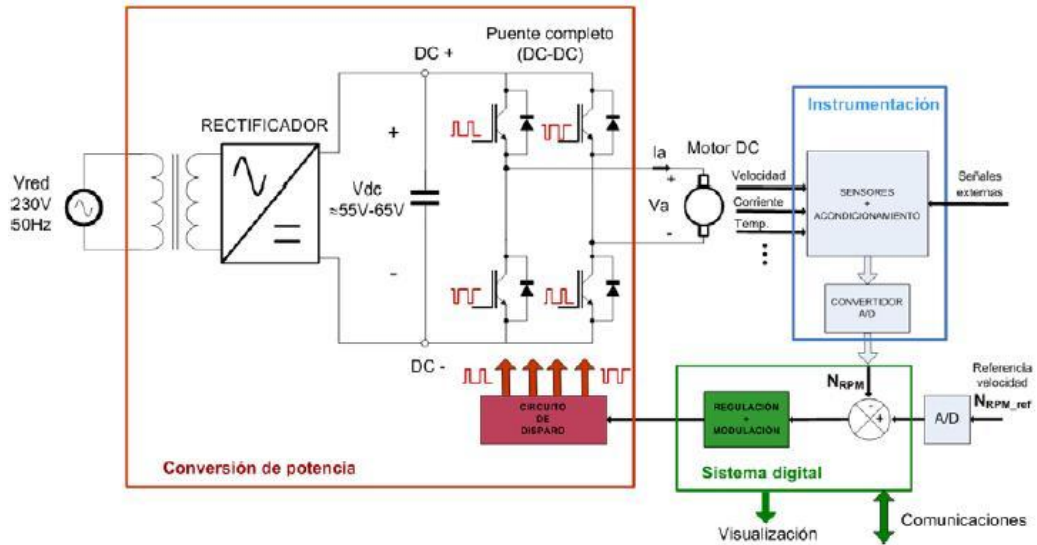 Puente completo
(DC-DC)
DC +
RECTIFICADOR
Vred
230V
50Hz
+
Vdc
≈55V-65V
-
DC -
Ia
+
Va
-
Motor DC
Instrumentación
Velocidad
Corriente
Temp.
SENSORES
+
ACONDICIONAMIENTO
Señales
externas
CONVERTIDOR
A/D
CIRCUITO
DE
DISPARO
Conversión de potencia
REGULACIÓN
+
MODULACIÓN
NRPM
-
+
A/D
Referencia
velocidad
NRPM_ref
Sistema digital
Visualización
Comunicaciones